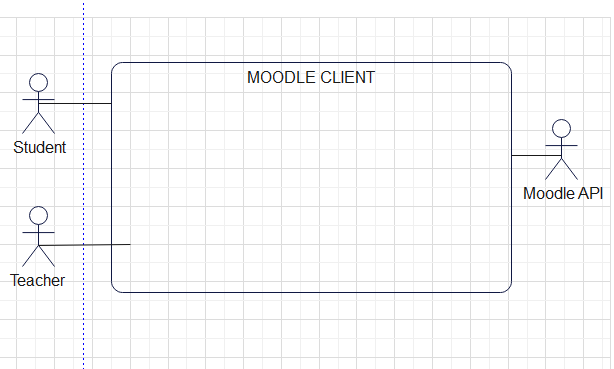 MOODLE CLIENT
Student
Moodle API
Teacher